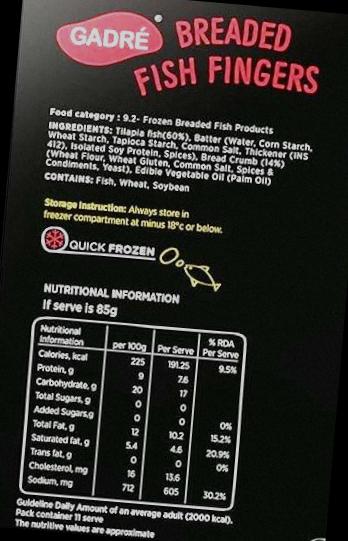 GADRÉ
BREADED
FISH FINGERS
Food category : 9.2- Frozen Breaded Fish Products
INGREDIENTS: Tilapia fish(60%), Batter (Water, Corn Starch,
Wheat Starch, Tapioca Starch, Common Salt, Thickener (INS
412), Isolated Soy Protein, Spices), Bread Crumb (14%)
(Wheat Flour, Wheat Gluten, Common Salt, Spices &
Condiments, Yeast), Edible Vegetable Oil (Palm Oil)
CONTAINS: Fish, Wheat, Soybean
Storage Instruction: Always store in
freezer compartment at minus 18°c or below.
QUICK FROZEN
NUTRITIONAL INFORMATION
If serve is 85g
Nutritional Information per 100g Per Serve % RDA Per Serve
Calories, kcal 225 191.25 9.5%
Protein, g 9 7.6
Carbohydrate, g 20 17
Total Sugars, g 0 0
Added Sugars,g 0 0 0%
Total Fat, g 12 10.2 15.2%
Saturated fat, g 5.4 4.6 20.9%
Trans fat, g 0 0 0%
Cholesterol, mg 16 13.6
Sodium, mg 712 605 30.2%
Guideline Daily Amount of an average adult (2000 kcal).
Pack container 11 serve
The nutritive values are approximate